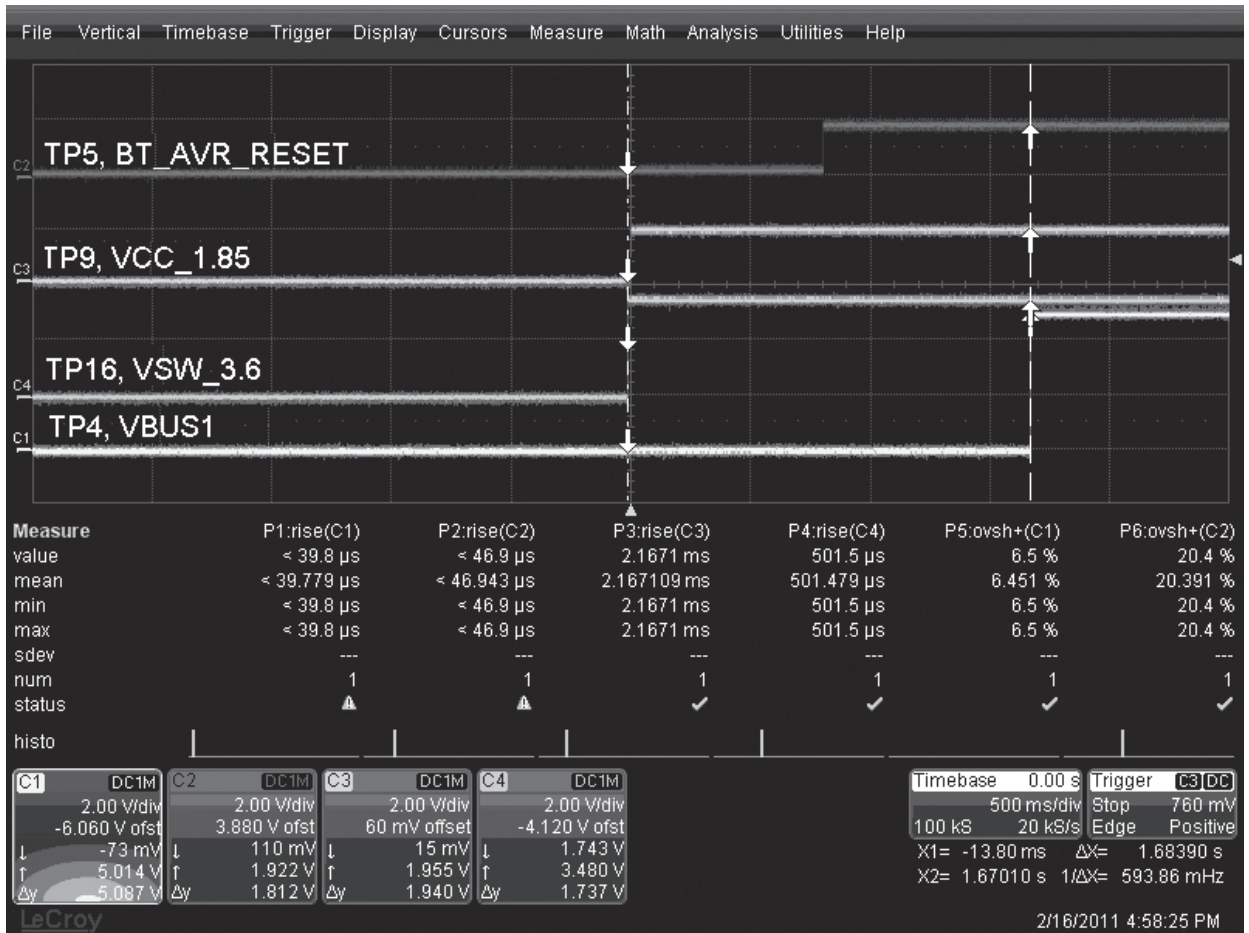 File Vertical Timebase Trigger Display Cursors Measure Math Analysis Utilities Help
C2 TP5, BT_AVR_RESET
C3 TP9, VCC_1.85
TP16, VSW_3.6
C4
TP4, VBUS1
C1
Measure P1:rise(C1) P2:rise(C2) P3:rise(C3) P4:rise(C4) P5:ovsh+(C1) P6:ovsh+(C2)
value < 39.8 µs < 46.9 µs 2.1671 ms 501.5 µs 6.5 % 20.4 %
mean < 39.779 µs < 46.943 µs 2.167109 ms 501.479 µs 6.451 % 20.391 %
min < 39.8 µs < 46.9 µs 2.1671 ms 501.5 µs 6.5 % 20.4 %
max < 39.8 µs < 46.9 µs 2.1671 ms 501.5 µs 6.5 % 20.4 %
sdev --- --- --- --- --- ---
num 1 1 1 1 1 1
status
histo
C1 DC1M C2 DC1M C3 DC1M C4 DC1M Timebase 0.00 s Trigger C3 DC
2.00 V/div 2.00 V/div 2.00 V/div 2.00 V/div 500 ms/div Stop 760 mV
-6.060 V ofst 3.880 V ofst 60 mV offset -4.120 V ofst 100 kS 20 kS/s Edge Positive
↓ -73 mV ↓ 110 mV ↓ 15 mV ↓ 1.743 V X1= -13.80 ms ΔX= 1.68390 s
↑ 5.014 V ↑ 1.922 V ↑ 1.955 V ↑ 3.480 V X2= 1.67010 s 1/ΔX= 593.86 mHz
Δy 5.087 V Δy 1.812 V Δy 1.940 V Δy 1.737 V
LeCroy 2/16/2011 4:58:25 PM